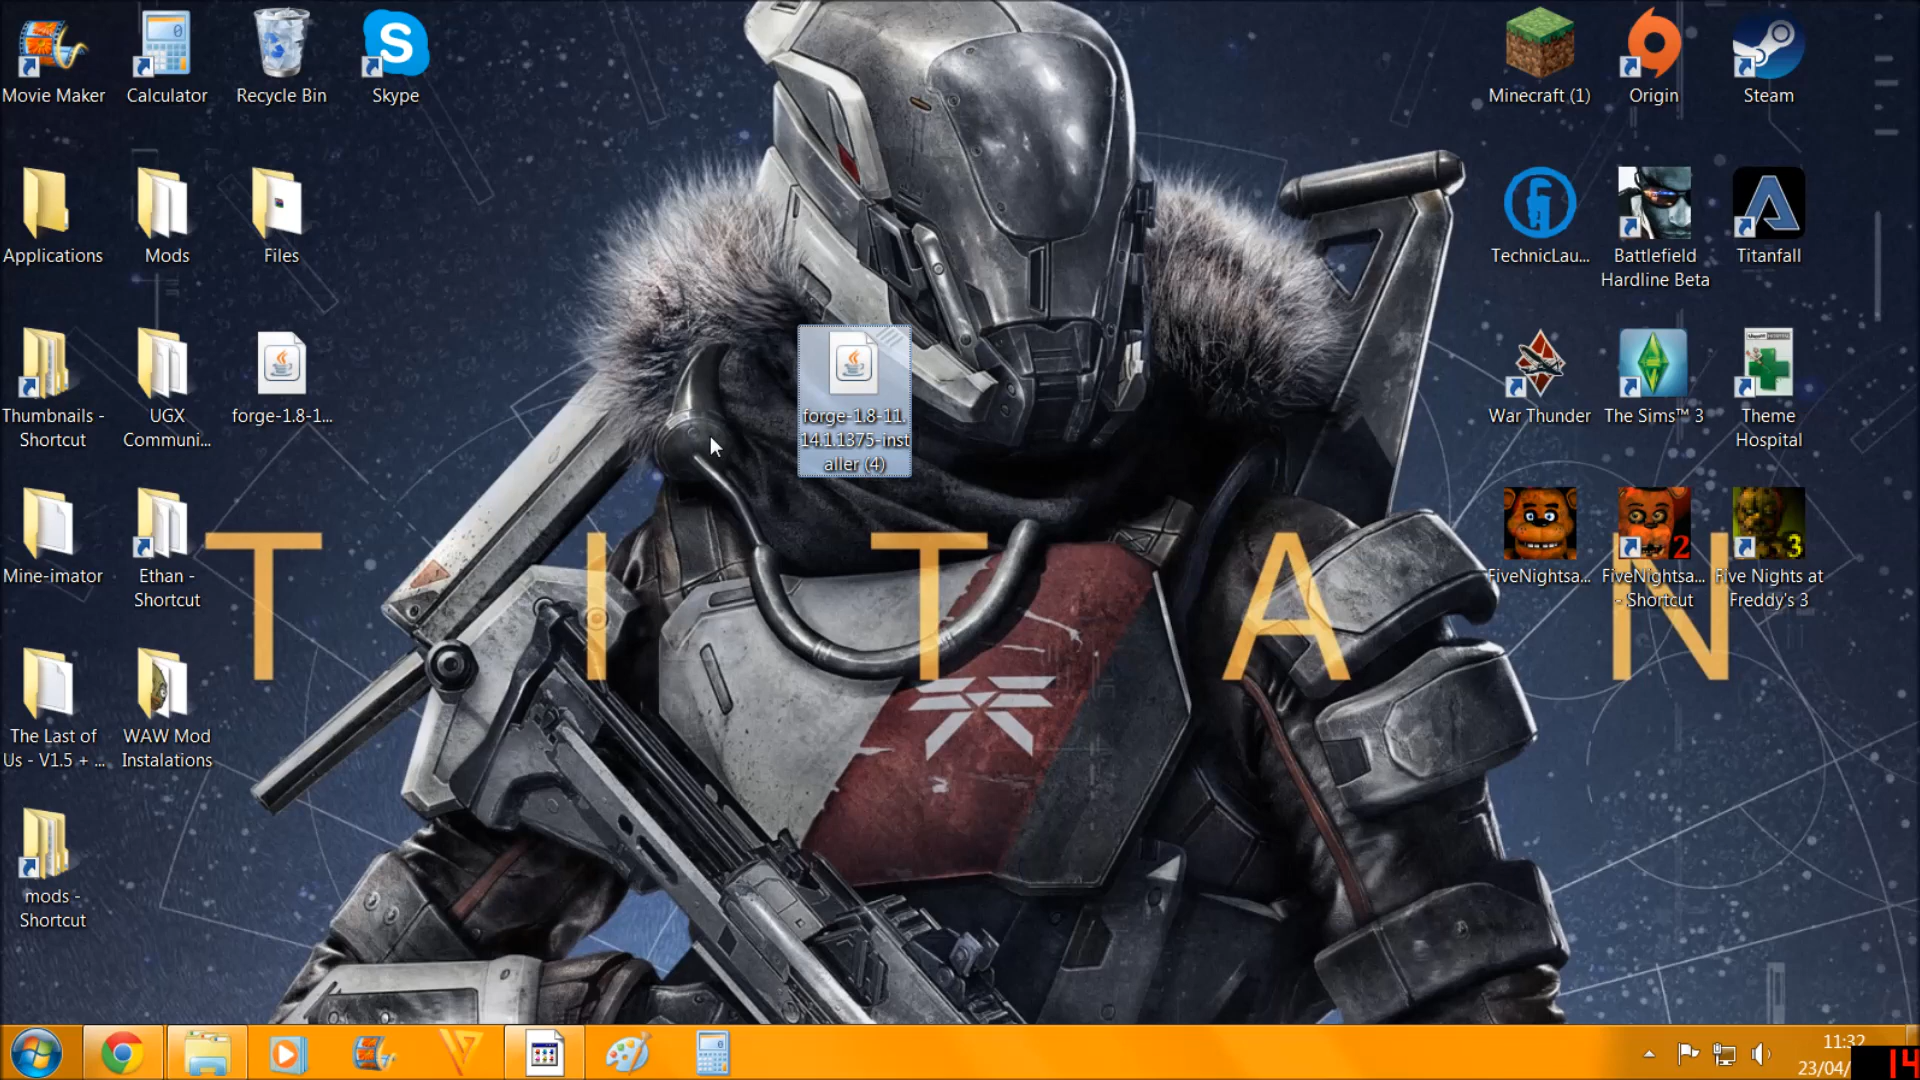 Movie Maker
Calculator
Recycle Bin
Skype
Minecraft (1)
Origin
Steam
Applications
Mods
Files
TechnicLau...
Battlefield
Hardline Beta
Titanfall
Thumbnails -
Shortcut
UGX
Communi...
forge-1.8-1...
forge-1.8-11.
14.1.1375-inst
aller (4)
War Thunder
The Sims™ 3
Theme
Hospital
Mine-imator
Ethan -
Shortcut
2
3
FiveNightsa...
FiveNightsa...
- Shortcut
Five Nights at
Freddy's 3
T I T A N
The Last of
Us - V1.5 + ...
WAW Mod
Instalations
mods -
Shortcut
11:32
23/04/
14